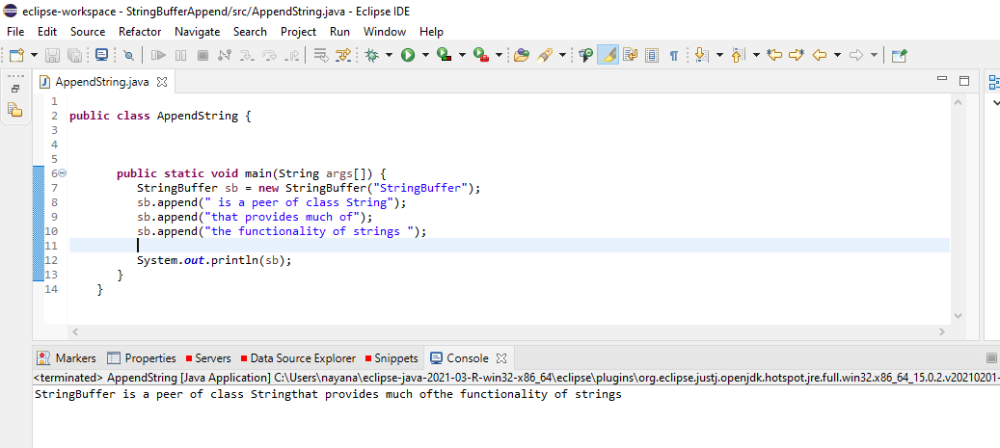 eclipse-workspace - StringBufferAppend/src/AppendString.java - Eclipse IDE
File Edit Source Refactor Navigate Search Project Run Window Help
AppendString.java
1
2 public class AppendString {
3
4
5
6 public static void main(String args[]) {
7 StringBuffer sb = new StringBuffer("StringBuffer");
8 sb.append(" is a peer of class String");
9 sb.append("that provides much of");
10 sb.append("the functionality of strings ");
11
12 System.out.println(sb);
13 }
14 }
Markers Properties Servers Data Source Explorer Snippets Console
<terminated> AppendString [Java Application] C:\Users\nayana\eclipse-java-2021-03-R-win32-x86_64\eclipse\plugins\org.eclipse.justj.openjdk.hotspot.jre.full.win32.x86_64_15.0.2.v20210201-
StringBuffer is a peer of class Stringthat provides much ofthe functionality of strings